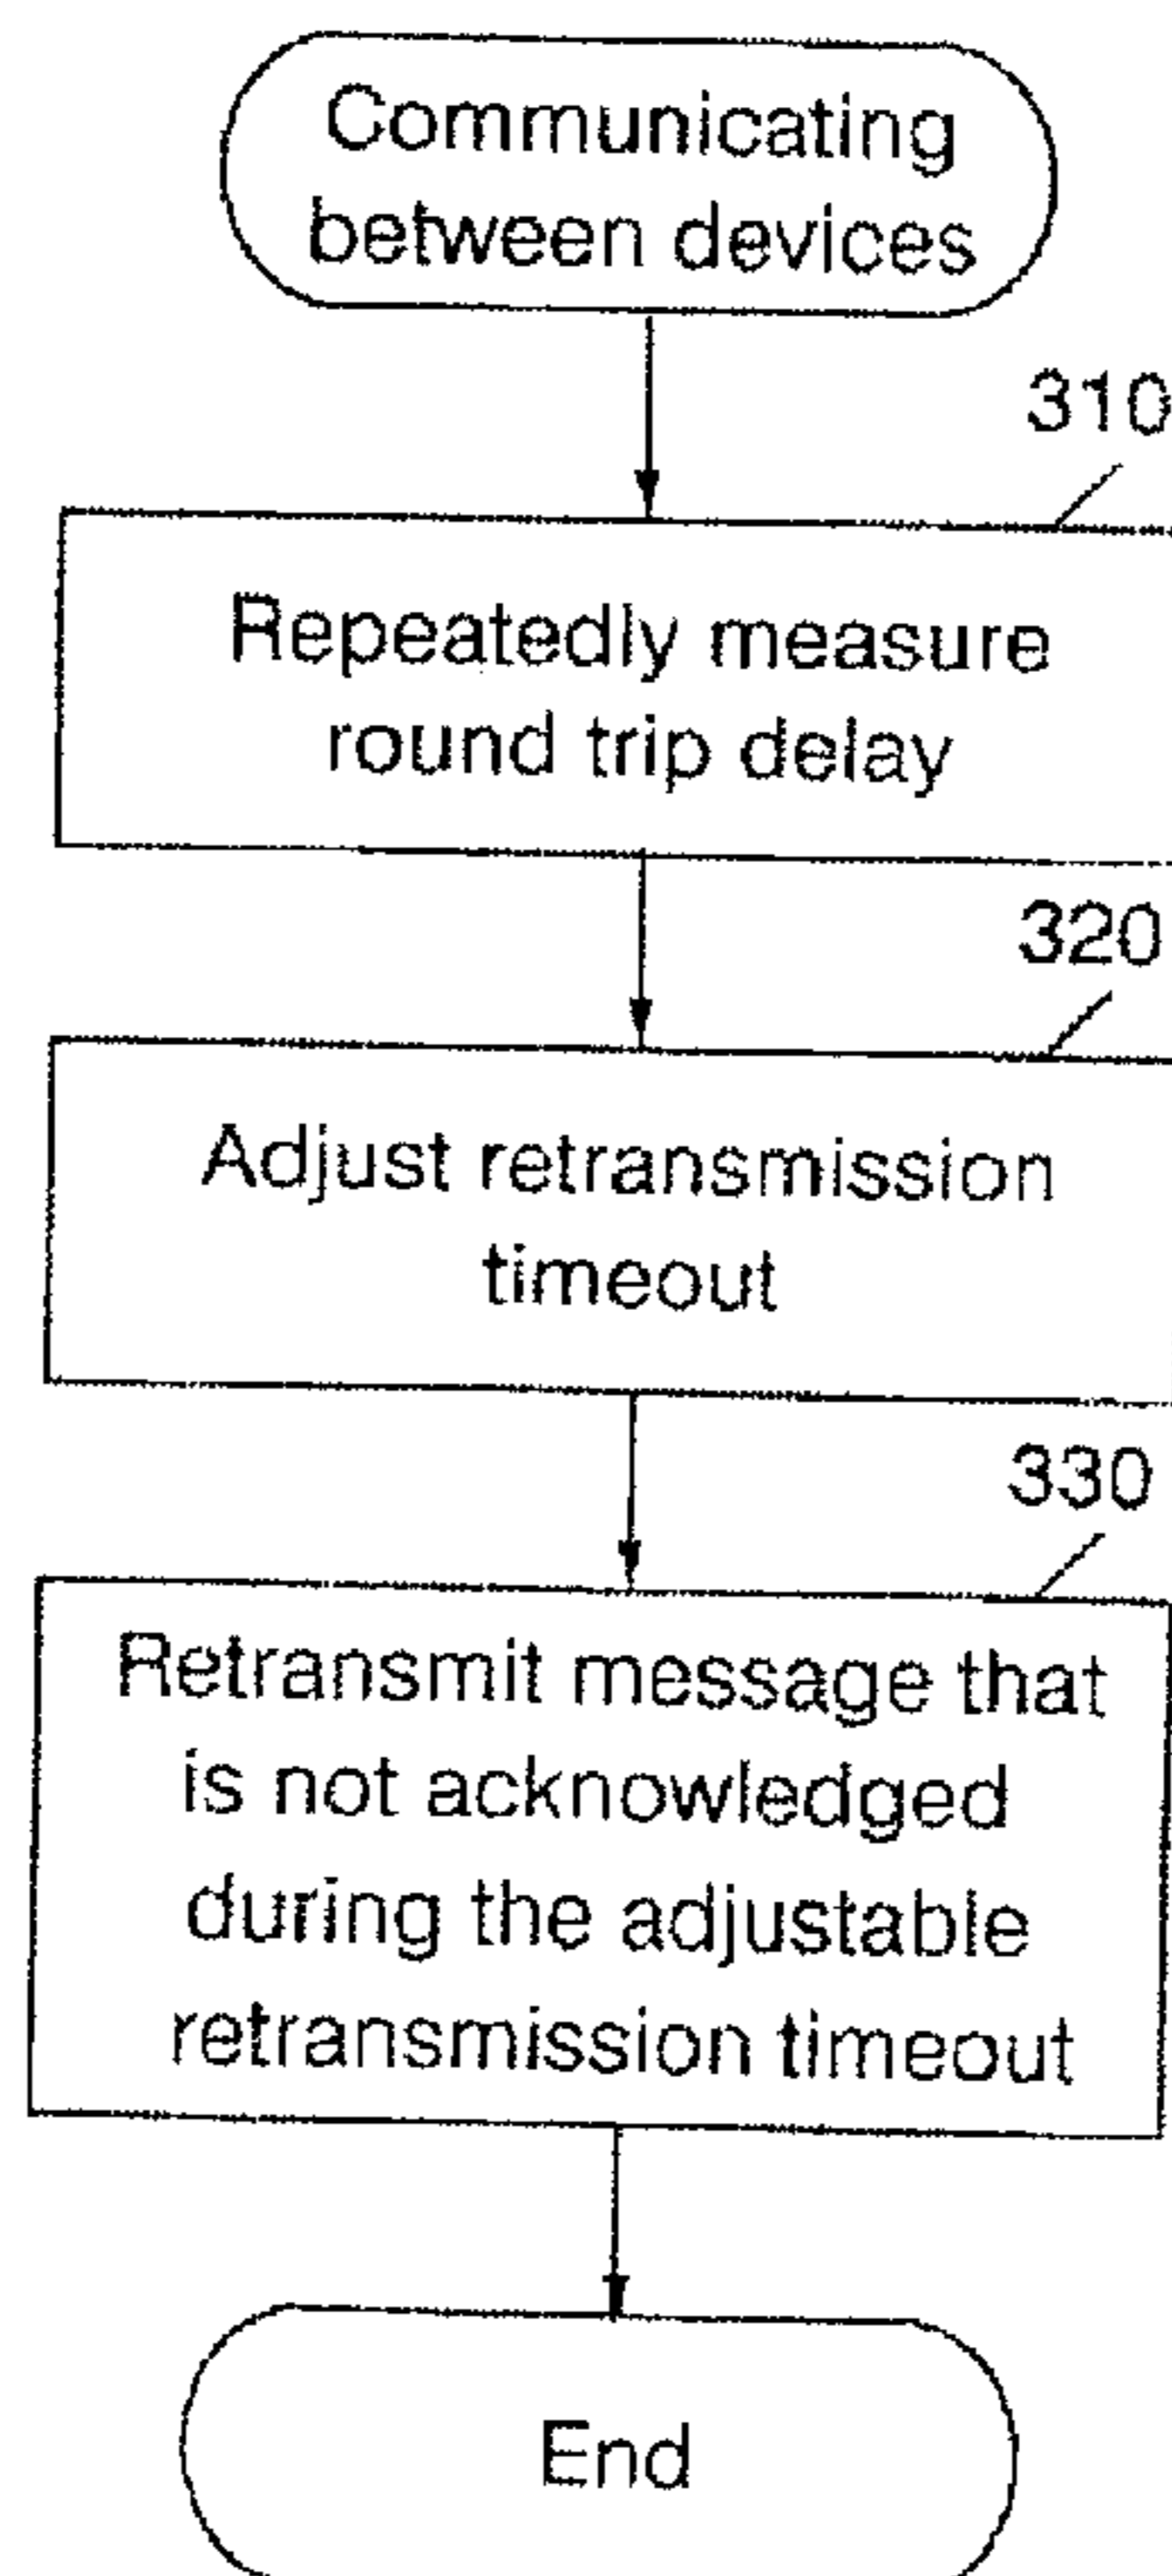 Communicating
between devices
310
Repeatedly measure
round trip delay
320
Adjust retransmission
timeout
330
Retransmit message that
is not acknowledged
during the adjustable
retransmission timeout
End